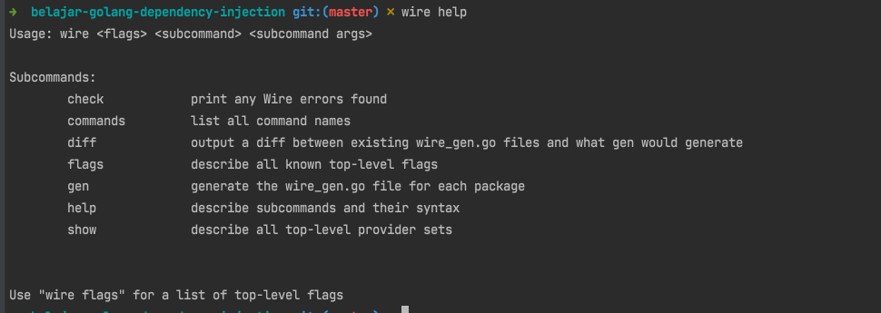 ➜ belajar-golang-dependency-injection git:(master) ✗ wire help
Usage: wire <flags> <subcommand> <subcommand args>
Subcommands:
check print any Wire errors found
commands list all command names
diff output a diff between existing wire_gen.go files and what gen would generate
flags describe all known top-level flags
gen generate the wire_gen.go file for each package
help describe subcommands and their syntax
show describe all top-level provider sets
Use "wire flags" for a list of top-level flags